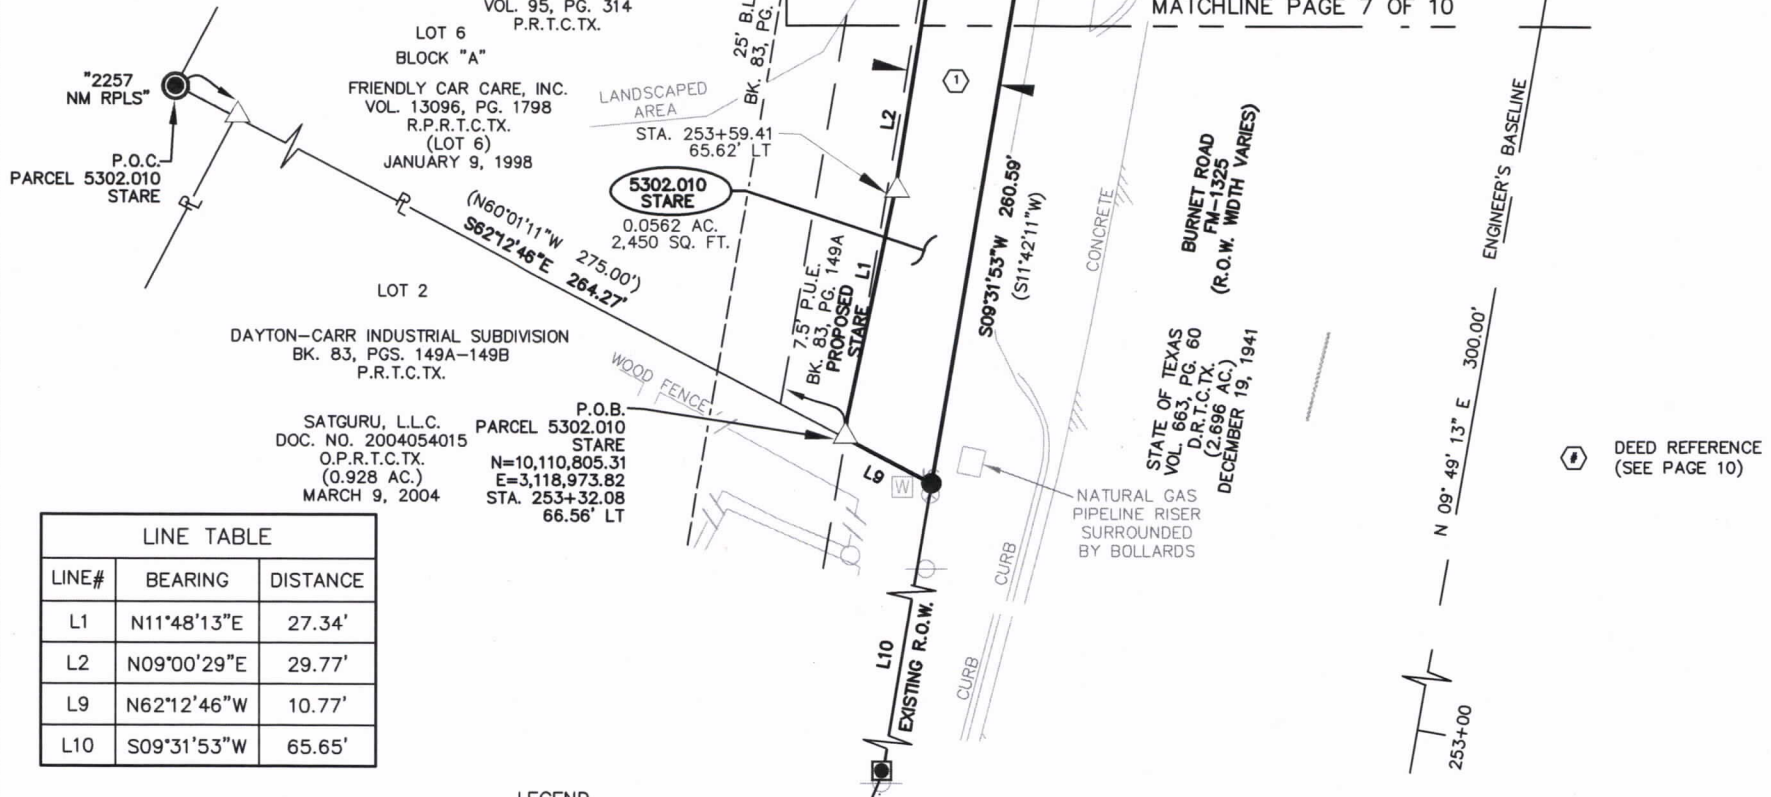 VOL. 95, PG. 314
P.R.T.C.TX.
MATCHLINE PAGE 7 OF 10
LOT 6
BLOCK "A"
FRIENDLY CAR CARE, INC.
VOL. 13096, PG. 1798
R.P.R.T.C.TX.
(LOT 6)
JANUARY 9, 1998
"2257
NM RPLS"
P.O.C.
PARCEL 5302.010
STARE
PL
PL
25' B.L.
BK. 83, PG.
LANDSCAPED
AREA
STA. 253+59.41
65.62' LT
L2
1
5302.010
STARE
0.0562 AC.
2,450 SQ. FT.
(N60°01'11"W 275.00')
S62°12'46"E 264.27'
LOT 2
DAYTON-CARR INDUSTRIAL SUBDIVISION
BK. 83, PGS. 149A-149B
P.R.T.C.TX.
SATGURU, L.L.C.
DOC. NO. 2004054015
O.P.R.T.C.TX.
(0.928 AC.)
MARCH 9, 2004
WOOD FENCE
7.5' P.U.E.
BK. 83, PG. 149A
PROPOSED
STARE
L1
P.O.B.
PARCEL 5302.010
STARE
N=10,110,805.31
E=3,118,973.82
STA. 253+32.08
66.56' LT
L9
W
S09°31'53"W 260.59'
(S11°42'11"W)
CONCRETE
BURNET ROAD
FM-1325
(R.O.W. WIDTH VARIES)
STATE OF TEXAS
VOL. 663, PG. 60
D.R.T.C.TX.
(2.696 AC.)
DECEMBER 19, 1941
NATURAL GAS
PIPELINE RISER
SURROUNDED
BY BOLLARDS
CURB
CURB
L10
EXISTING R.O.W.
ENGINEER'S BASELINE
N 09° 49' 13" E 300.00'
253+00
#
DEED REFERENCE
(SEE PAGE 10)
LINE TABLE
LINE# BEARING DISTANCE
L1 N11°48'13"E 27.34'
L2 N09°00'29"E 29.77'
L9 N62°12'46"W 10.77'
L10 S09°31'53"W 65.65'
LEGEND